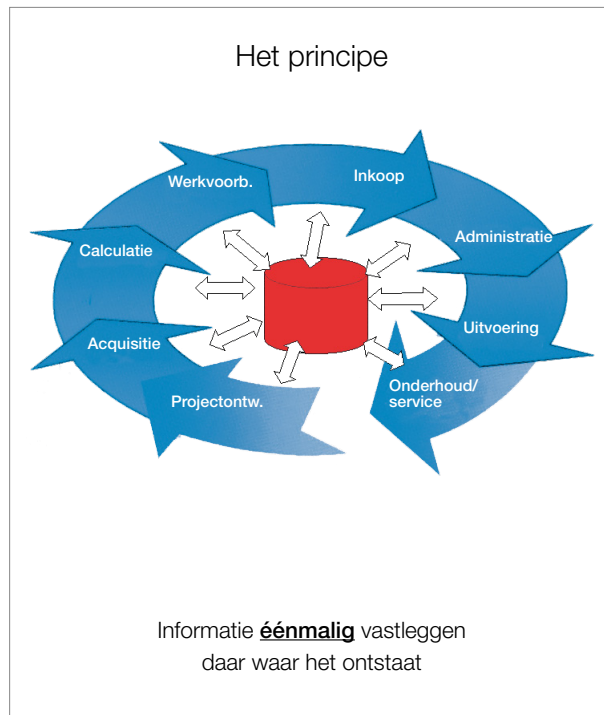 Het principe
Werkvoorb.
Inkoop
Calculatie
Administratie
Acquisitie
Uitvoering
Projectontw.
Onderhoud/
service
Informatie éénmalig vastleggen
daar waar het ontstaat